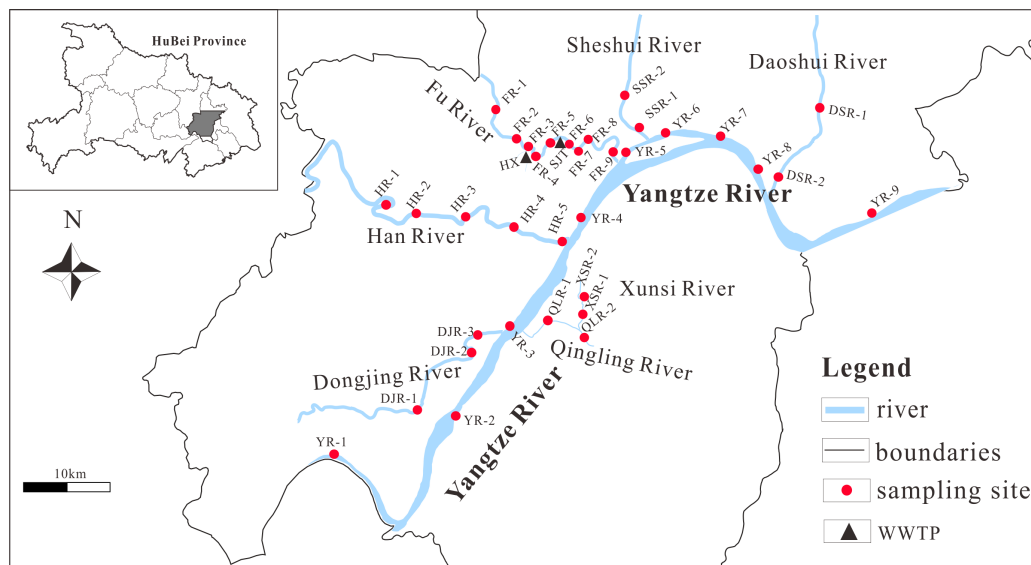 HuBei Province
Sheshui River
Daoshui River
Fu River
FR-1
FR-2
FR-3
FR-4
FR-5
FR-6
FR-7
FR-8
FR-9
HX
SJT
SSR-2
SSR-1
YR-5
YR-6
YR-7
YR-8
YR-9
DSR-1
DSR-2
Yangtze River
N
HR-1
HR-2
HR-3
HR-4
HR-5
YR-4
Han River
XSR-2
XSR-1
QLR-1
QLR-2
Xunsi River
Qingling River
DJR-3
DJR-2
DJR-1
YR-3
Dongjing River
YR-2
YR-1
Yangtze River
10km
Legend
river
boundaries
sampling site
WWTP